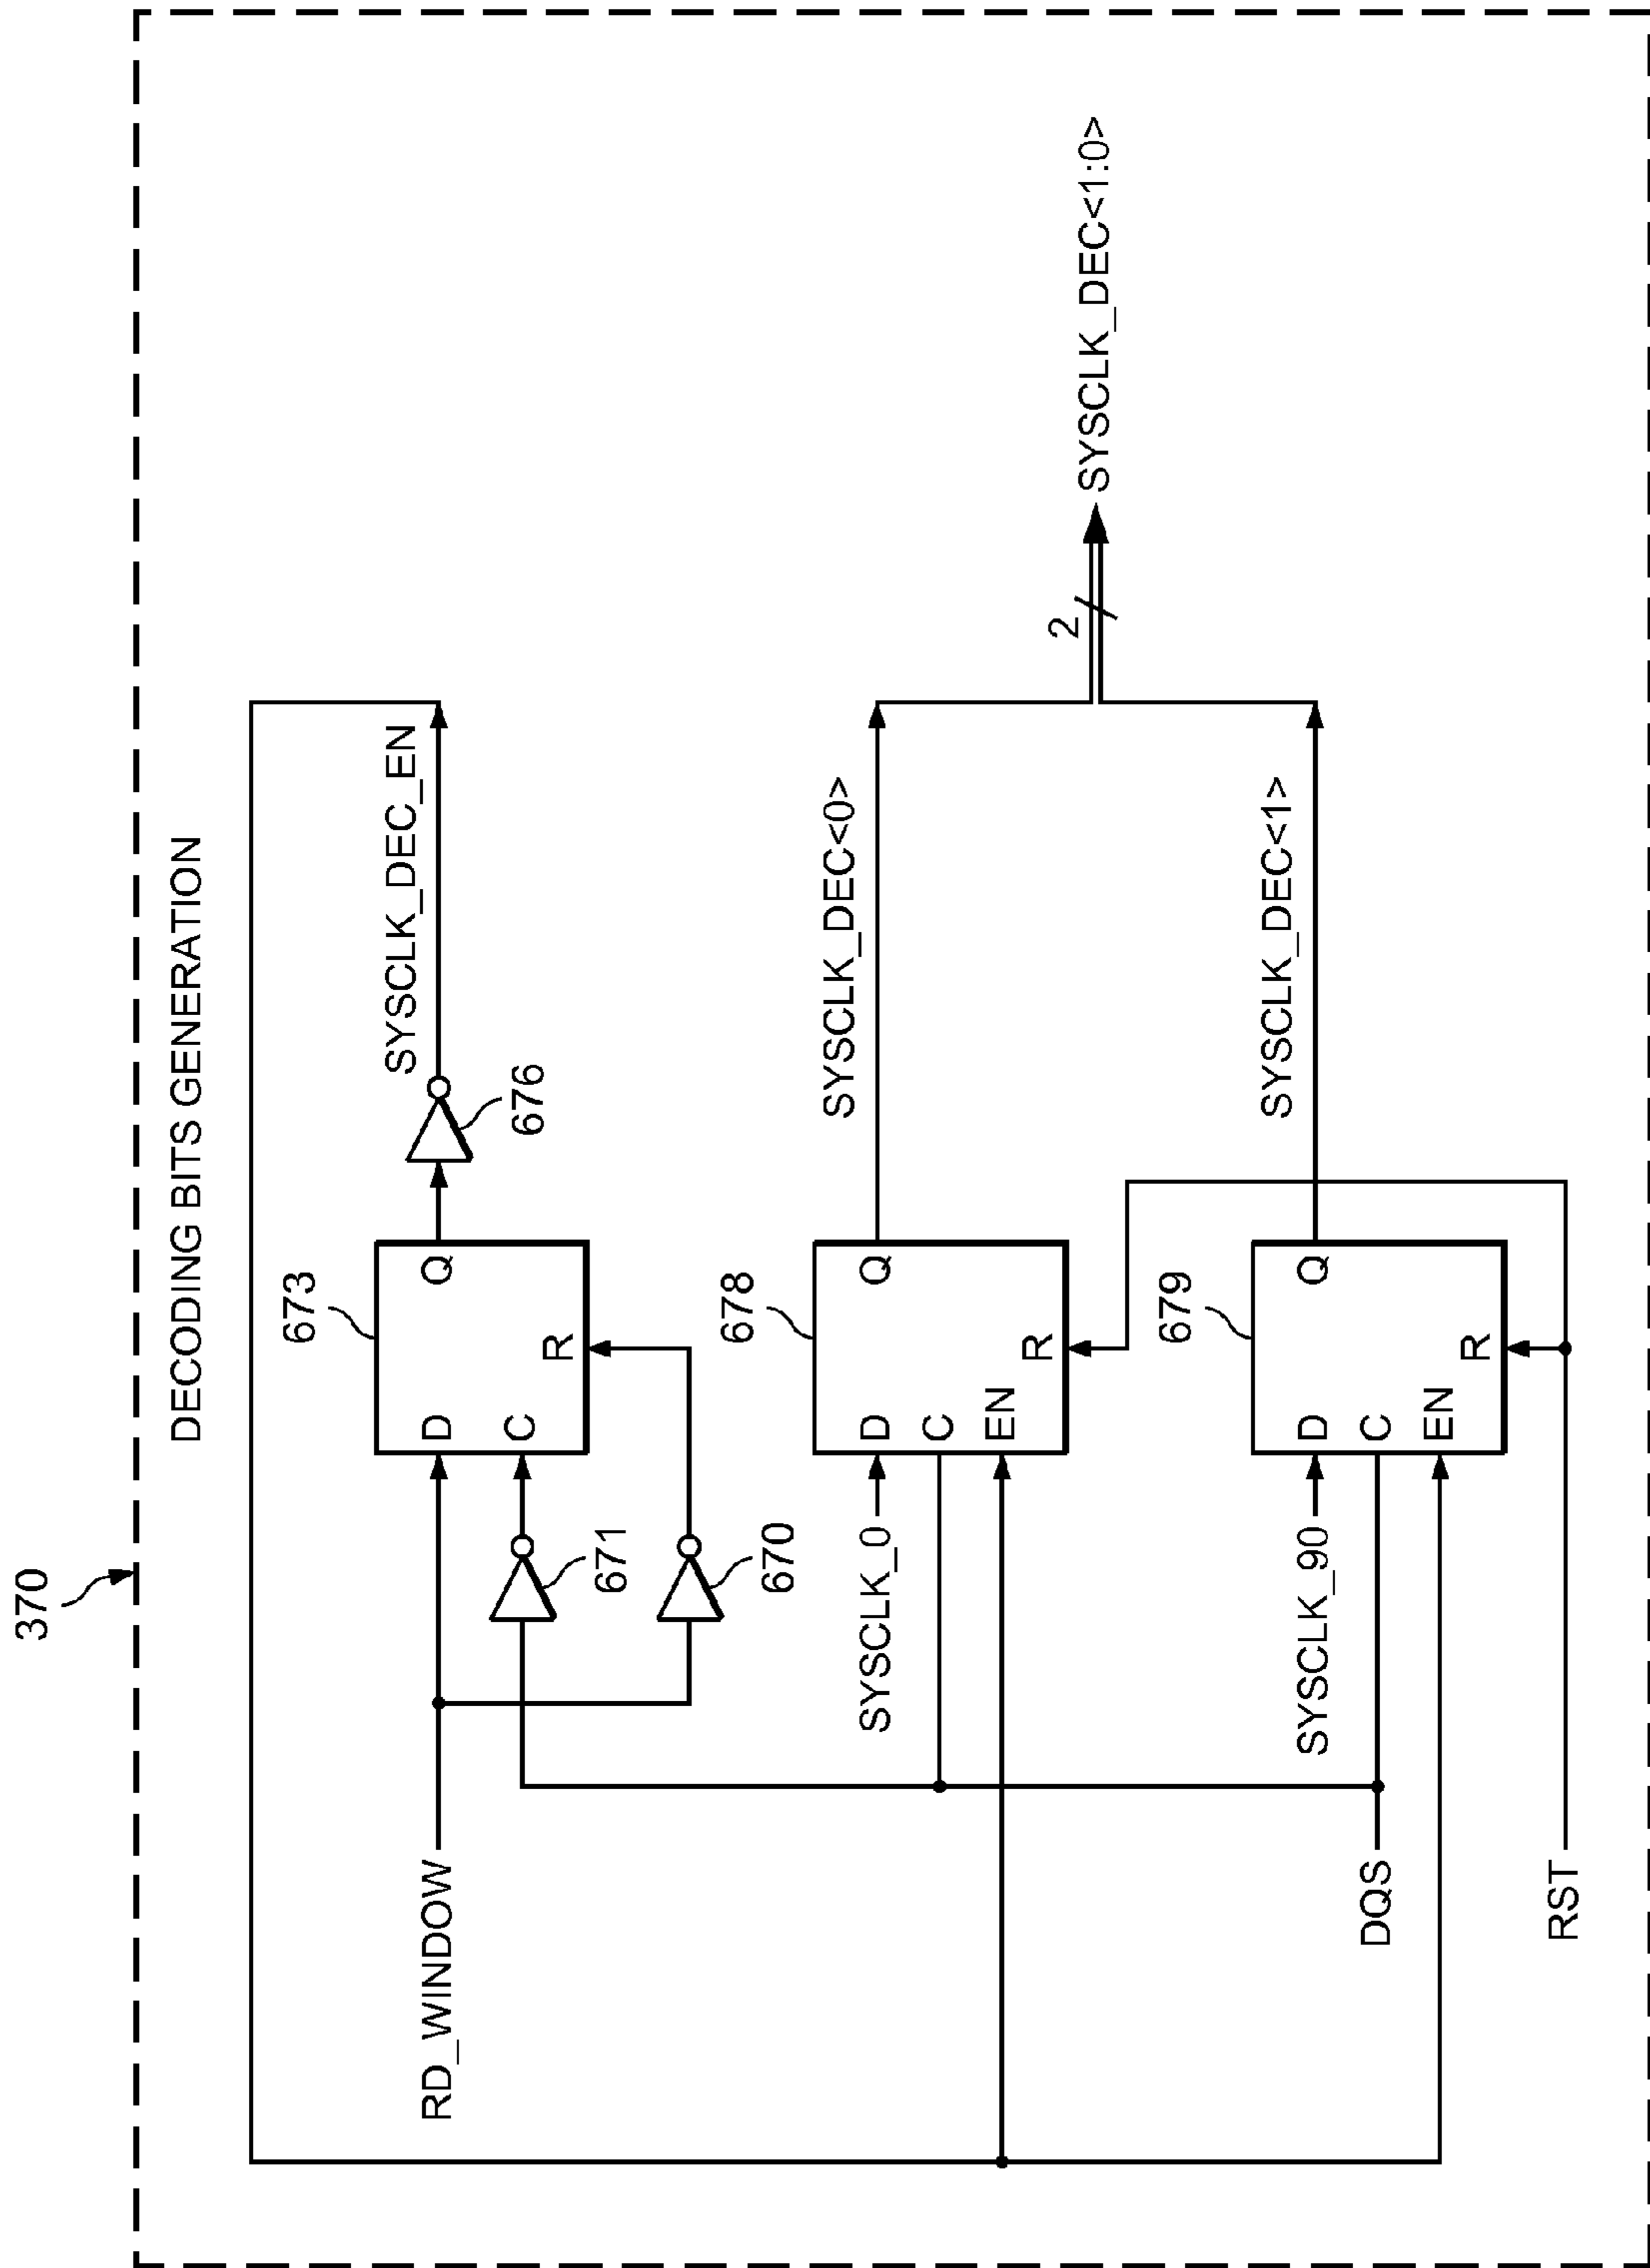 370
DECODING BITS GENERATION
RD_WINDOW
D
C
Q
R
673
671
670
676
SYSCLK_DEC_EN
SYSCLK_0
D
C
EN
Q
R
678
SYSCLK_DEC<0>
2
SYSCLK_DEC<1:0>
SYSCLK_90
D
C
EN
Q
R
679
SYSCLK_DEC<1>
DQS
RST